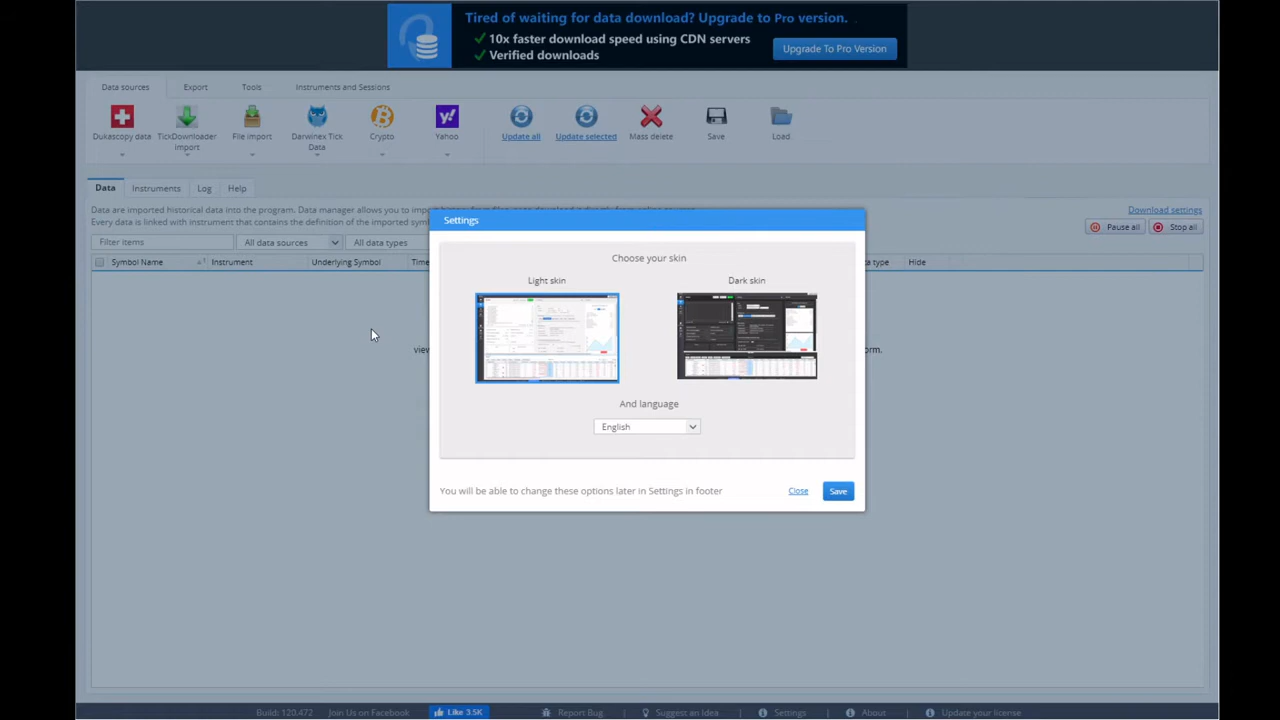 Tired of waiting for data download? Upgrade to Pro version.
10x faster download speed using CDN servers
Verified downloads
Upgrade To Pro Version
Data sources Export Tools Instruments and Sessions
Dukascopy data TickDownloader import File import Darwinex Tick Data Crypto Yahoo Update all Update selected Mass delete Save Load
Data Instruments Log Help
Data are imported historical data into the program. Data manager allows you to
Every data is linked with instrument that contains the definition of the imported
Download settings
Pause all Stop all
Filter items All data sources All data types
Symbol Name Instrument Underlying Symbol
Hide
Settings
Choose your skin
Light skin Dark skin
And language
English
You will be able to change these options later in Settings in footer
Close Save
Build: 120.472 Join Us on Facebook Like 3.5K Report Bug Suggest an Idea Settings About Update your license